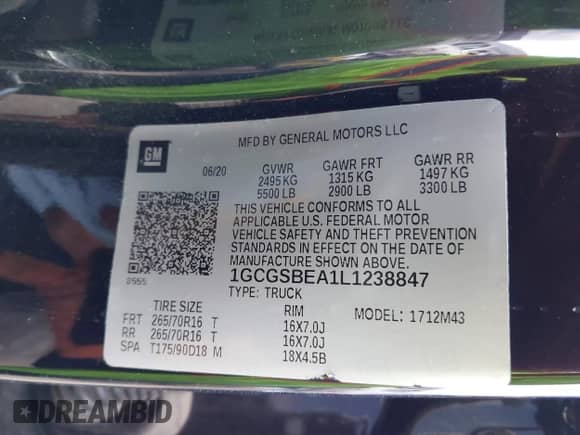 MFD BY GENERAL MOTORS LLC
GM
06/20 GVWR GAWR FRT GAWR RR
2495 KG 1315 KG 1497 KG
5500 LB 2900 LB 3300 LB
THIS VEHICLE CONFORMS TO ALL
APPLICABLE U.S. FEDERAL MOTOR
VEHICLE SAFETY AND THEFT PREVENTION
STANDARDS IN EFFECT ON THE DATE OF
MANUFACTURE SHOWN ABOVE.
1GCGSBEA1L1238847
TYPE: TRUCK MODEL: 1712M43
TIRE SIZE RIM
FRT 265/70R16 T 16X7.0J
RR 265/70R16 T 16X7.0J
SPA T175/90D18 M 18X4.5B
DREAMBID